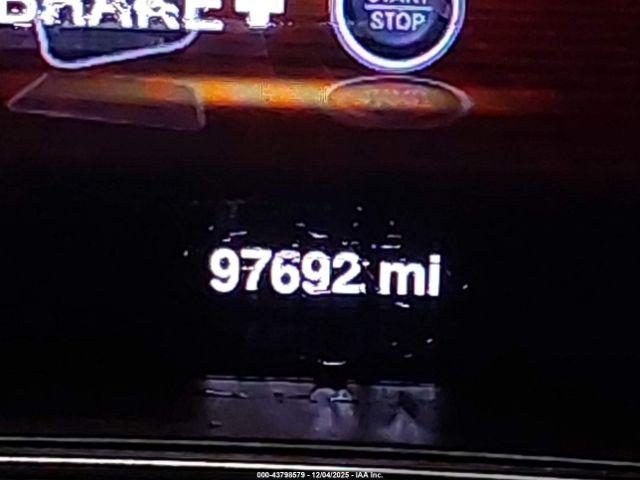 BRAKE +
START
STOP
97692 mi
000-43798579 - 12/04/2025 - IAA Inc.